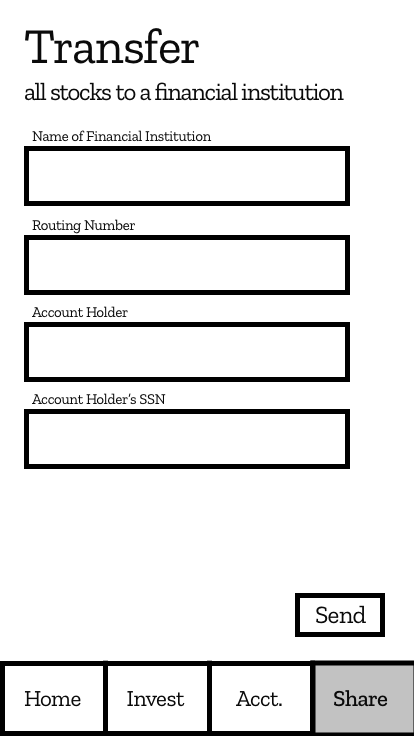 Transfer
all stocks to a financial institution
Name of Financial Institution
Routing Number
Account Holder
Account Holder's SSN
Send
Home Invest Acct. Share